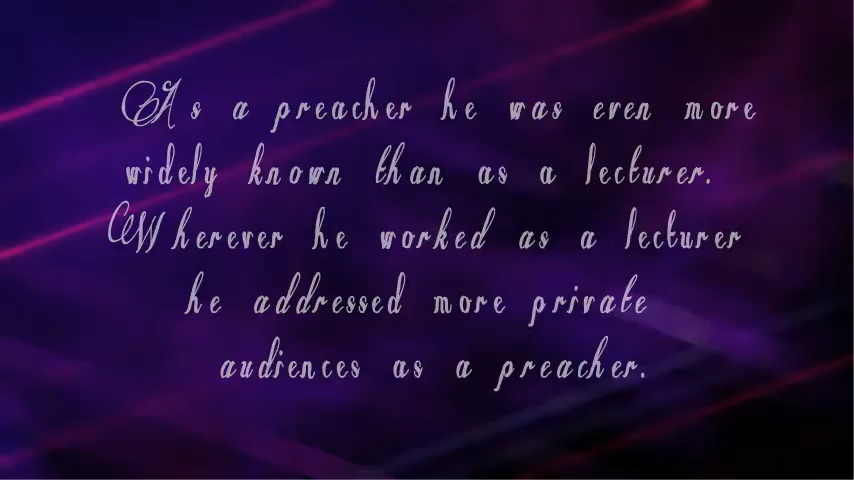 As a preacher he was even more
widely known than as a lecturer.
Wherever he worked as a lecturer
he addressed more private
audiences as a preacher.